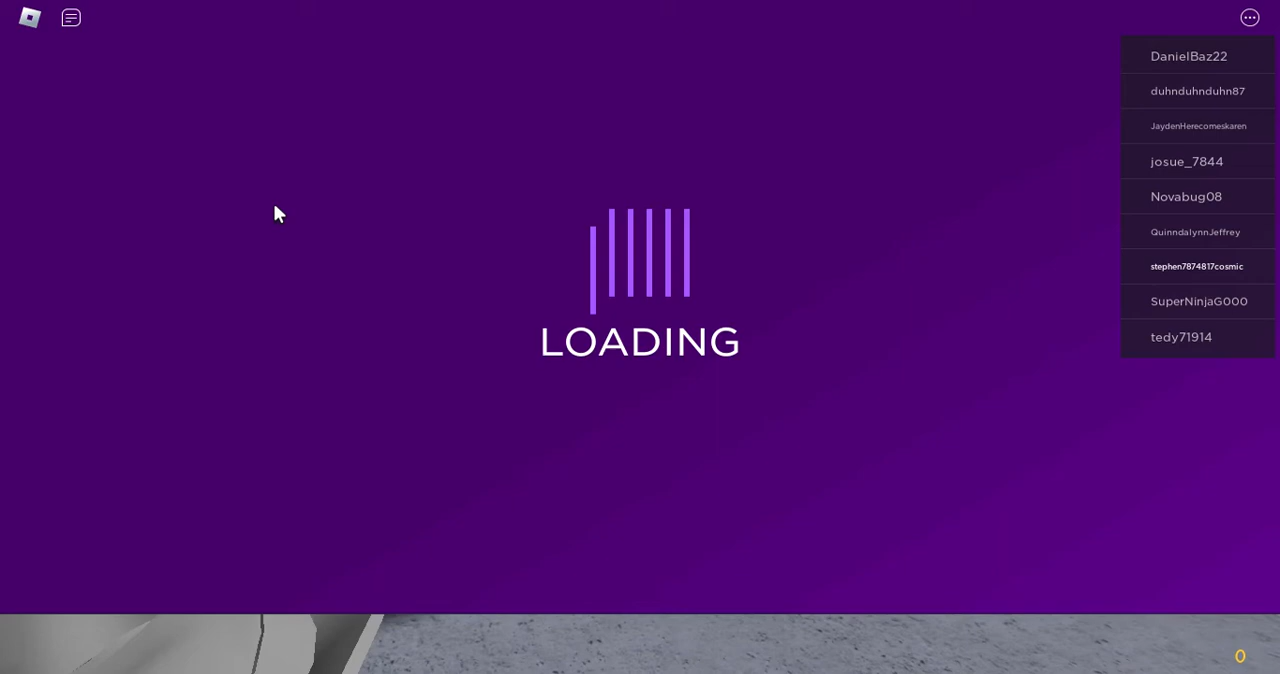 DanielBaz22
duhnduhnduhn87
JaydenHerecomeskaren
josue_7844
Novabug08
QuinndalynnJeffrey
stephen7874817cosmic
SuperNinjaG000
tedy71914
LOADING
0